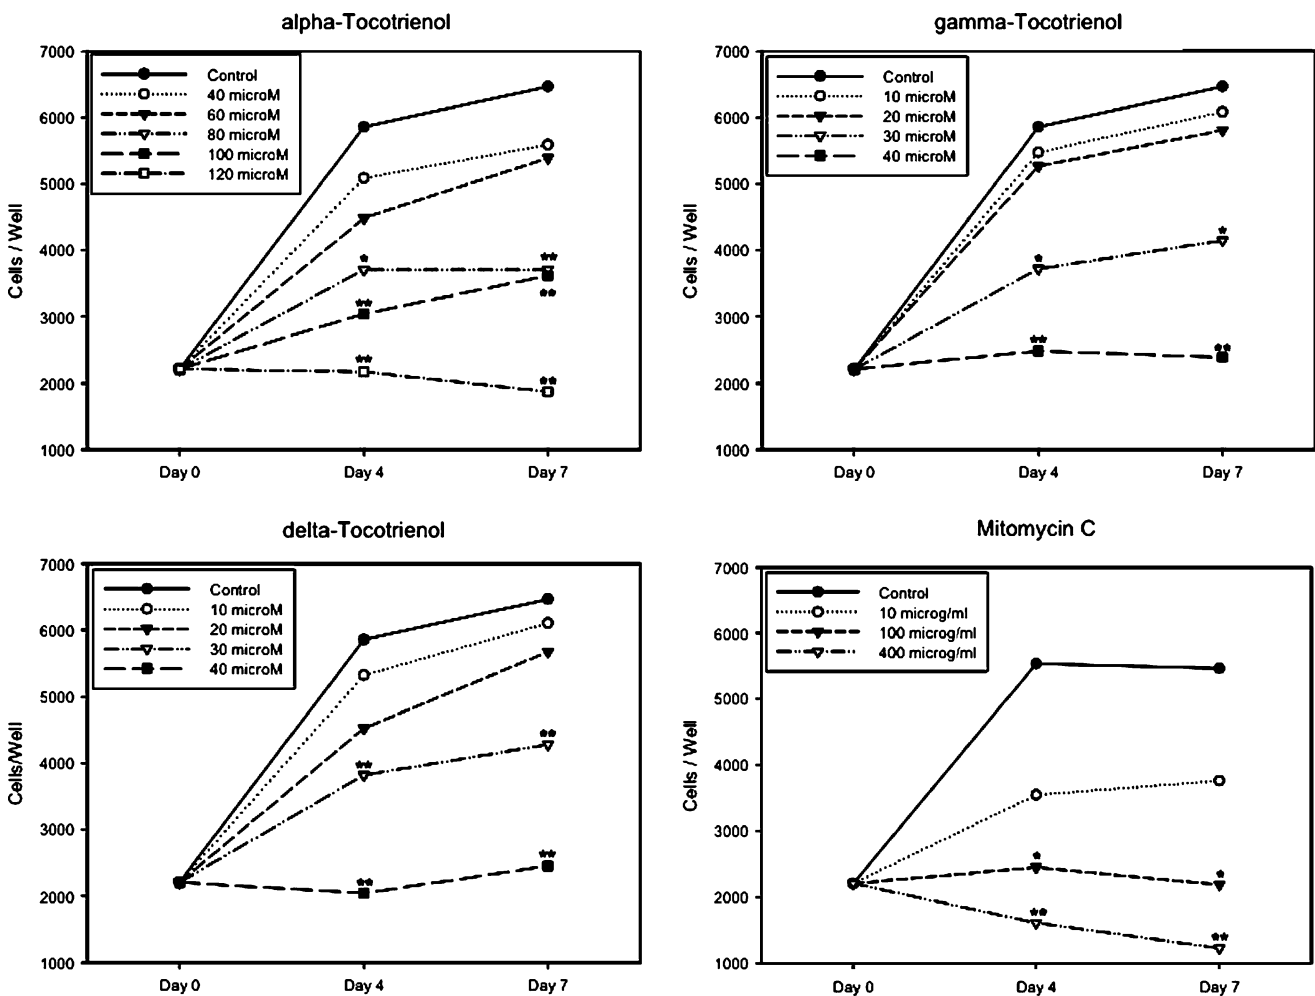 alpha-Tocotrienol
7000
6000
5000
4000
3000
2000
1000
Cells / Well
Control
40 microM
60 microM
80 microM
100 microM
120 microM
*
**
**
**
**
**
Day 0
Day 4
Day 7
gamma-Tocotrienol
7000
6000
5000
4000
3000
2000
1000
Cells / Well
Control
10 microM
20 microM
30 microM
40 microM
*
*
**
**
Day 0
Day 4
Day 7
delta-Tocotrienol
7000
6000
5000
4000
3000
2000
1000
Cells/Well
Control
10 microM
20 microM
30 microM
40 microM
**
**
**
**
Day 0
Day 4
Day 7
Mitomycin C
7000
6000
5000
4000
3000
2000
1000
Cells / Well
Control
10 microg/ml
100 microg/ml
400 microg/ml
*
*
**
**
Day 0
Day 4
Day 7